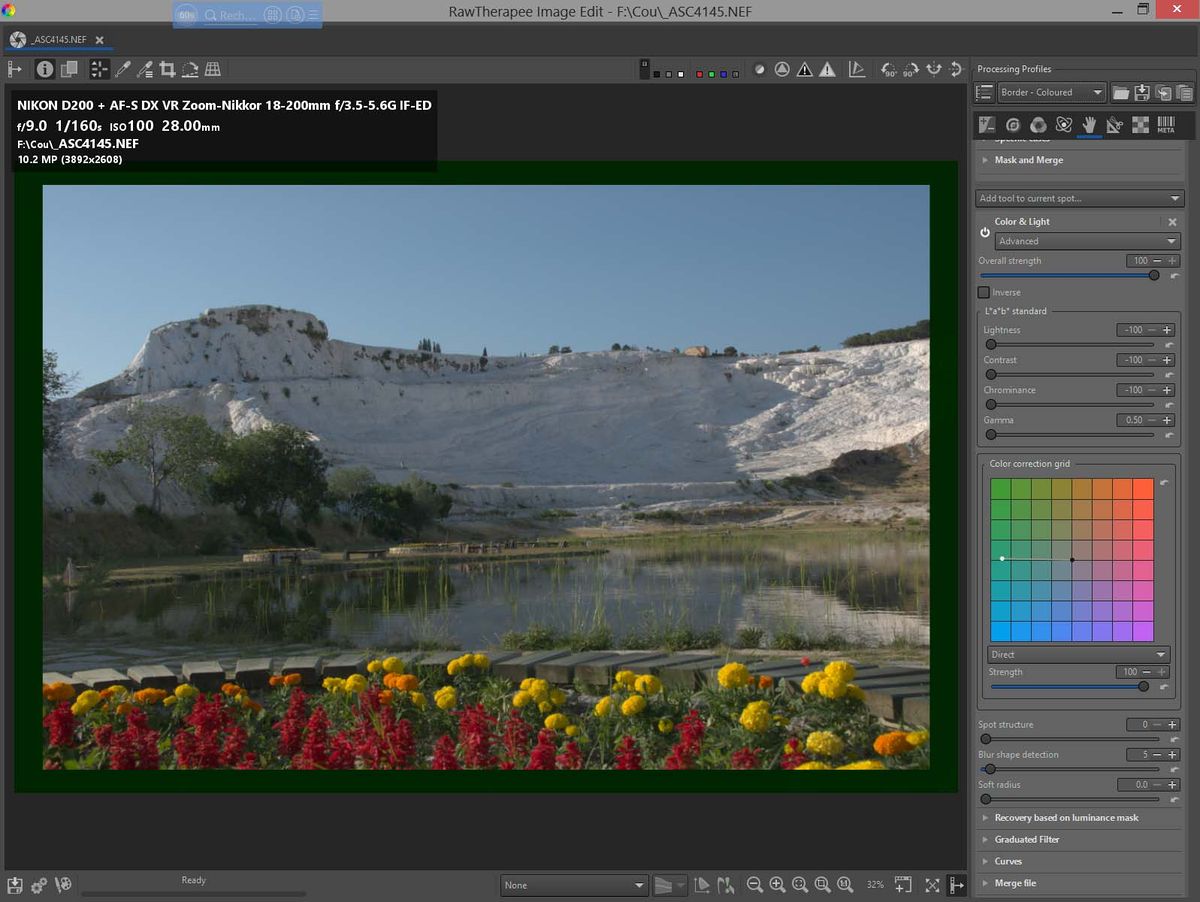 RawTherapee Image Edit - F:\Cou\_ASC4145.NEF
60s Rech...
_ASC4145.NEF
NIKON D200 + AF-S DX VR Zoom-Nikkor 18-200mm f/3.5-5.6G IF-ED
f/9.0 1/160s ISO100 28.00mm
F:\Cou\_ASC4145.NEF
10.2 MP (3892x2608)
90° 90°
Processing Profiles
Border - Coloured
META
Specific cases
Mask and Merge
Add tool to current spot...
Color & Light
Advanced
Overall strength 100
Inverse
L*a*b* standard
Lightness -100
Contrast -100
Chrominance -100
Gamma 0.50
Color correction grid
Direct
Strength 100
Spot structure 0
Blur shape detection 5
Soft radius 0.0
Recovery based on luminance mask
Graduated Filter
Curves
Merge file
Ready
None
32%